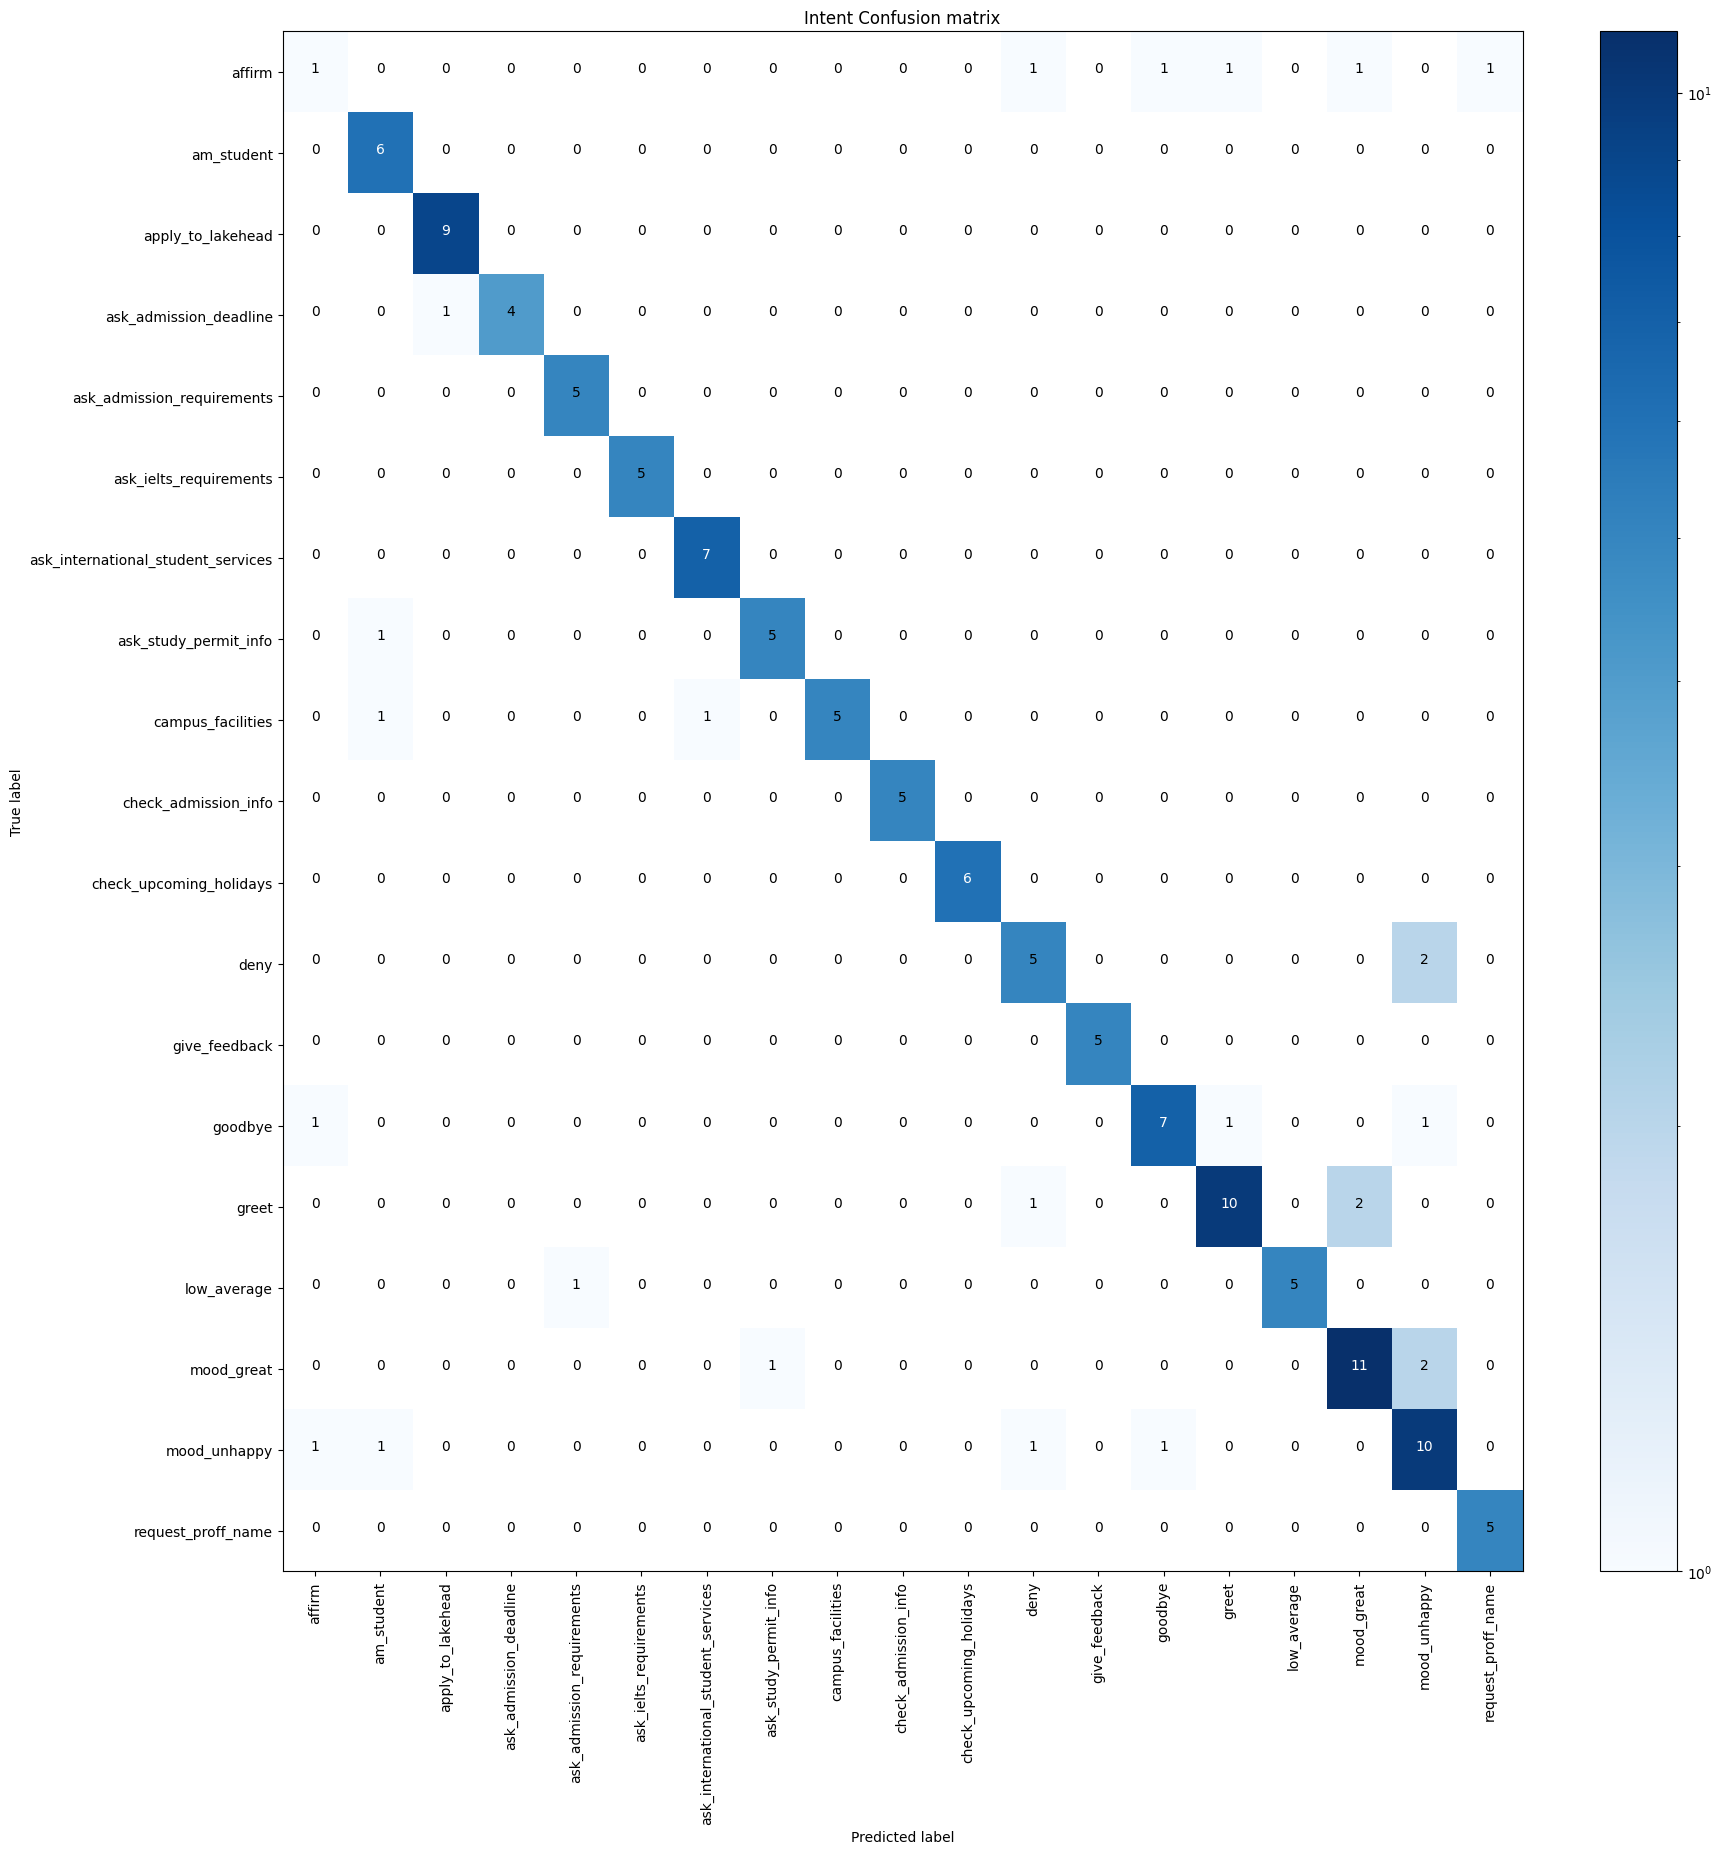 Intent Confusion matrix
affirm 1 0 0 0 0 0 0 0 0 0 0 1 0 1 1 0 1 0 1
am_student 0 6 0 0 0 0 0 0 0 0 0 0 0 0 0 0 0 0 0
apply_to_lakehead 0 0 9 0 0 0 0 0 0 0 0 0 0 0 0 0 0 0 0
ask_admission_deadline 0 0 1 4 0 0 0 0 0 0 0 0 0 0 0 0 0 0 0
ask_admission_requirements 0 0 0 0 5 0 0 0 0 0 0 0 0 0 0 0 0 0 0
ask_ielts_requirements 0 0 0 0 0 5 0 0 0 0 0 0 0 0 0 0 0 0 0
ask_international_student_services 0 0 0 0 0 0 7 0 0 0 0 0 0 0 0 0 0 0 0
ask_study_permit_info 0 1 0 0 0 0 0 5 0 0 0 0 0 0 0 0 0 0 0
campus_facilities 0 1 0 0 0 0 1 0 5 0 0 0 0 0 0 0 0 0 0
check_admission_info 0 0 0 0 0 0 0 0 0 5 0 0 0 0 0 0 0 0 0
check_upcoming_holidays 0 0 0 0 0 0 0 0 0 0 6 0 0 0 0 0 0 0 0
deny 0 0 0 0 0 0 0 0 0 0 0 5 0 0 0 0 0 2 0
give_feedback 0 0 0 0 0 0 0 0 0 0 0 0 5 0 0 0 0 0 0
goodbye 1 0 0 0 0 0 0 0 0 0 0 0 0 7 1 0 0 1 0
greet 0 0 0 0 0 0 0 0 0 0 0 1 0 0 10 0 2 0 0
low_average 0 0 0 0 1 0 0 0 0 0 0 0 0 0 0 5 0 0 0
mood_great 0 0 0 0 0 0 0 1 0 0 0 0 0 0 0 0 11 2 0
mood_unhappy 1 1 0 0 0 0 0 0 0 0 0 1 0 1 0 0 0 10 0
request_proff_name 0 0 0 0 0 0 0 0 0 0 0 0 0 0 0 0 0 0 5
True label
affirm
am_student
apply_to_lakehead
ask_admission_deadline
ask_admission_requirements
ask_ielts_requirements
ask_international_student_services
ask_study_permit_info
campus_facilities
check_admission_info
check_upcoming_holidays
deny
give_feedback
goodbye
greet
low_average
mood_great
mood_unhappy
request_proff_name
Predicted label
10¹
10⁰